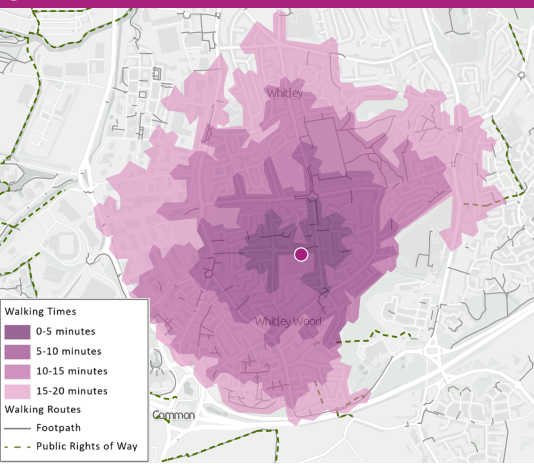 Whitley
Whitley Wood
Walking Times
0-5 minutes
5-10 minutes
10-15 minutes
15-20 minutes
Walking Routes
Footpath
Public Rights of Way
Common